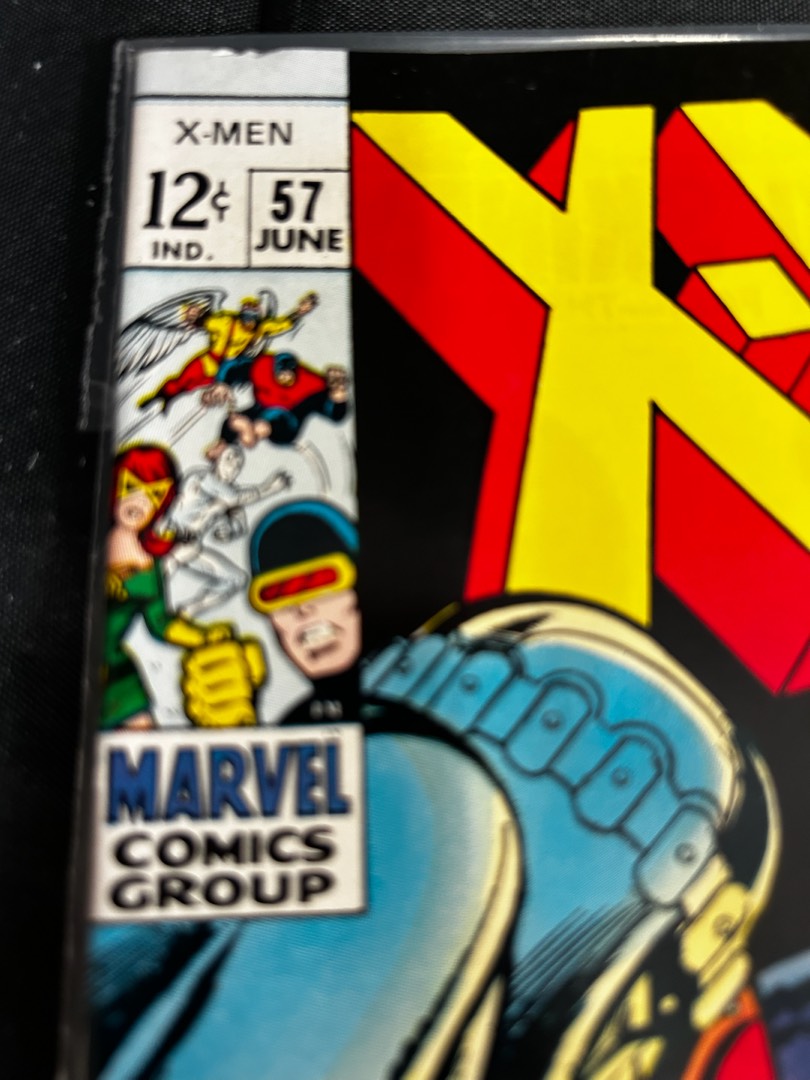 X-MEN
12¢ 57
IND. JUNE
MARVEL
COMICS
GROUP
X